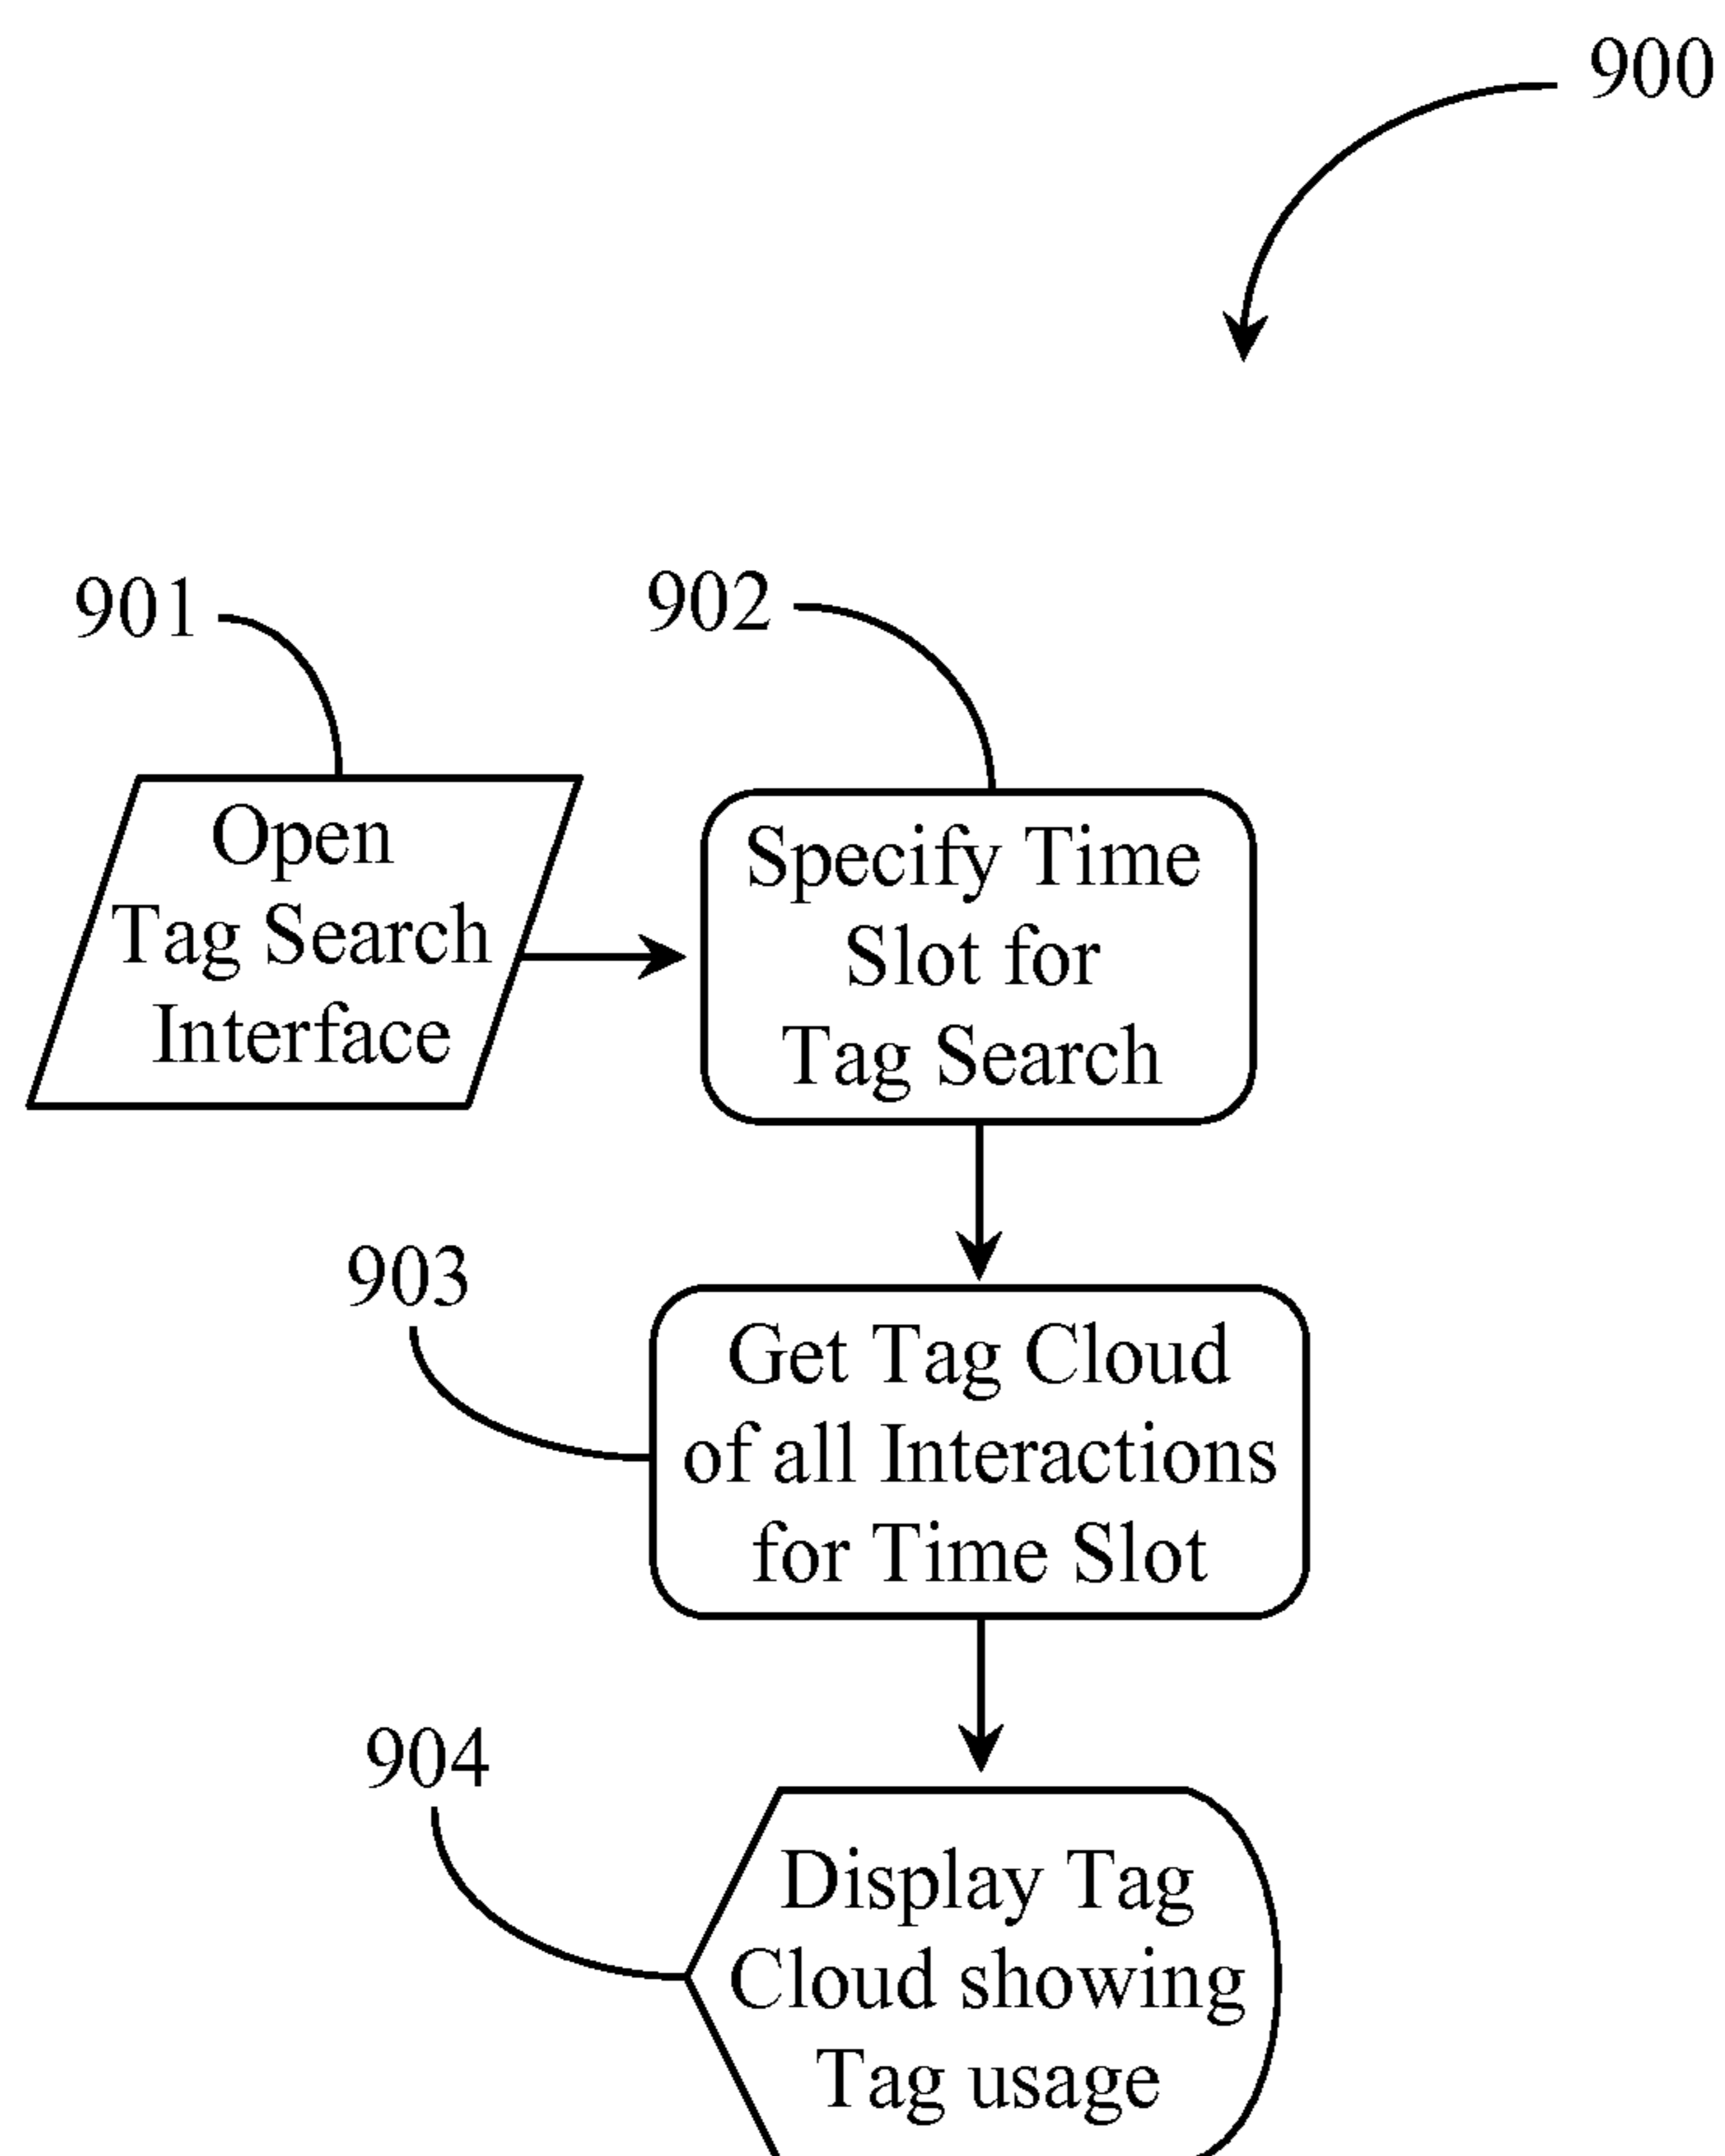 900
901
902
Open
Tag Search
Interface
Specify Time
Slot for
Tag Search
903
Get Tag Cloud
of all Interactions
for Time Slot
904
Display Tag
Cloud showing
Tag usage